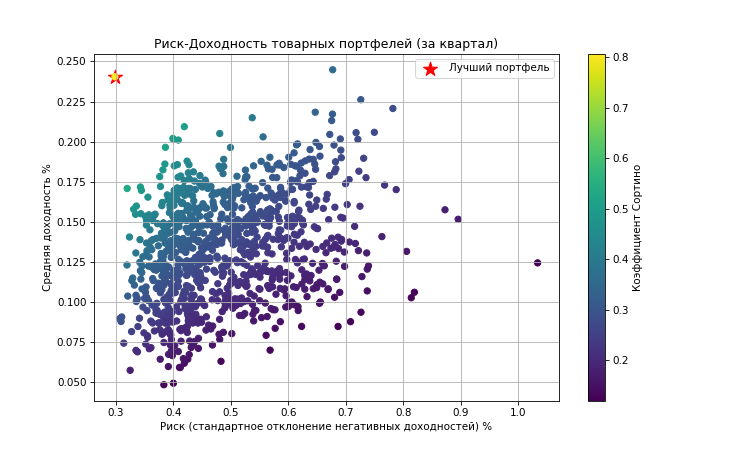 Риск-Доходность товарных портфелей (за квартал)
Лучший портфель
Средняя доходность %
0.250
0.225
0.200
0.175
0.150
0.125
0.100
0.075
0.050
0.3 0.4 0.5 0.6 0.7 0.8 0.9 1.0
Риск (стандартное отклонение негативных доходностей) %
0.8
0.7
0.6
0.5
0.4
0.3
0.2
Коэффициент Сортино